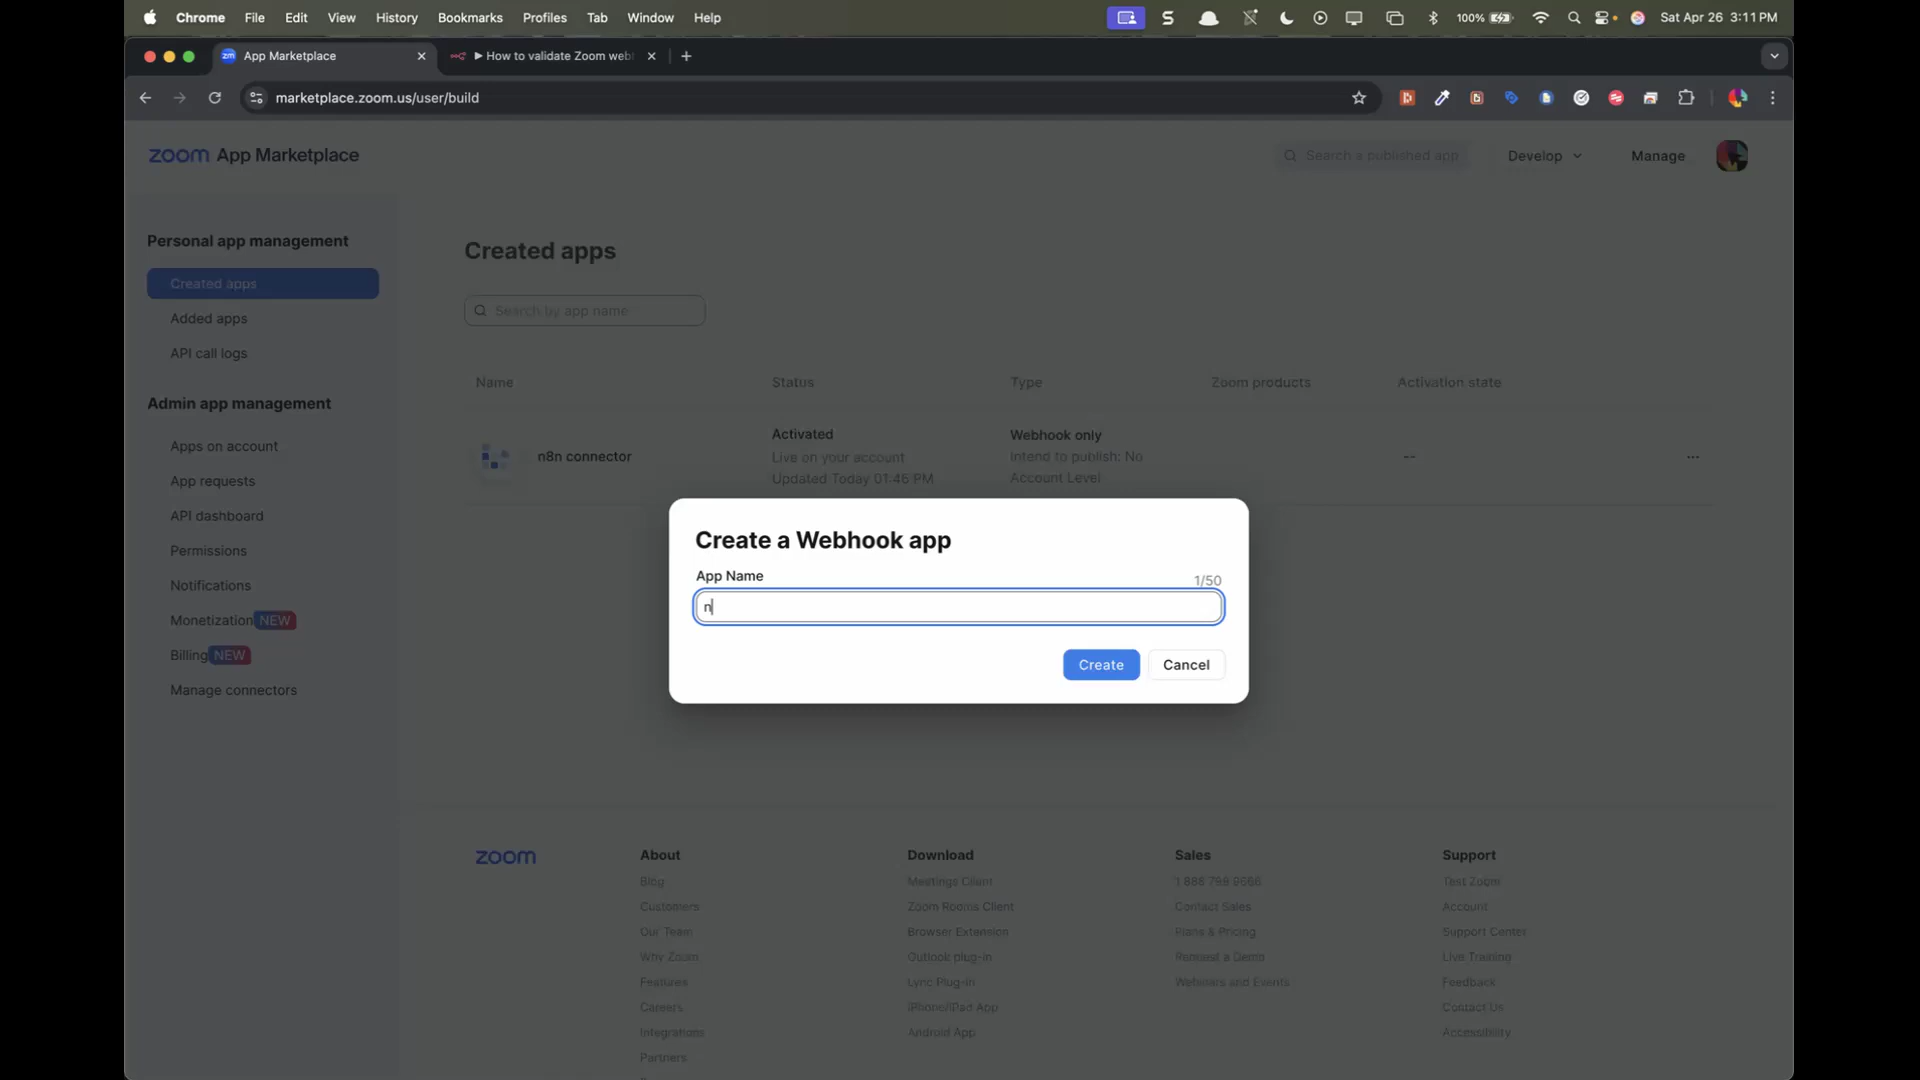 Chrome File Edit View History Bookmarks Profiles Tab Window Help 100% Sat Apr 26 3:11 PM
App Marketplace
▶ How to validate Zoom web
marketplace.zoom.us/user/build
zoom App Marketplace
Search a published app
Develop
Manage
Personal app management
Created apps
Added apps
API call logs
Admin app management
Apps on account
App requests
API dashboard
Permissions
Notifications
Monetization NEW
Billing NEW
Manage connectors
Created apps
Search by app name
Name Status Type Zoom products Activation state
n8n connector
Activated
Live on your account
Updated Today 01:46 PM
Webhook only
Intend to publish: No
Account Level
--
...
Create a Webhook app
App Name
1/50
n
Create
Cancel
zoom
About
Blog
Customers
Our Team
Why Zoom
Features
Careers
Integrations
Partners
Download
Meetings Client
Zoom Rooms Client
Browser Extension
Outlook plug-in
Lync Plug-in
iPhone/iPad App
Android App
Sales
1.888.799.9666
Contact Sales
Plans & Pricing
Request a Demo
Webinars and Events
Support
Test Zoom
Account
Support Center
Live Training
Feedback
Contact Us
Accessibility